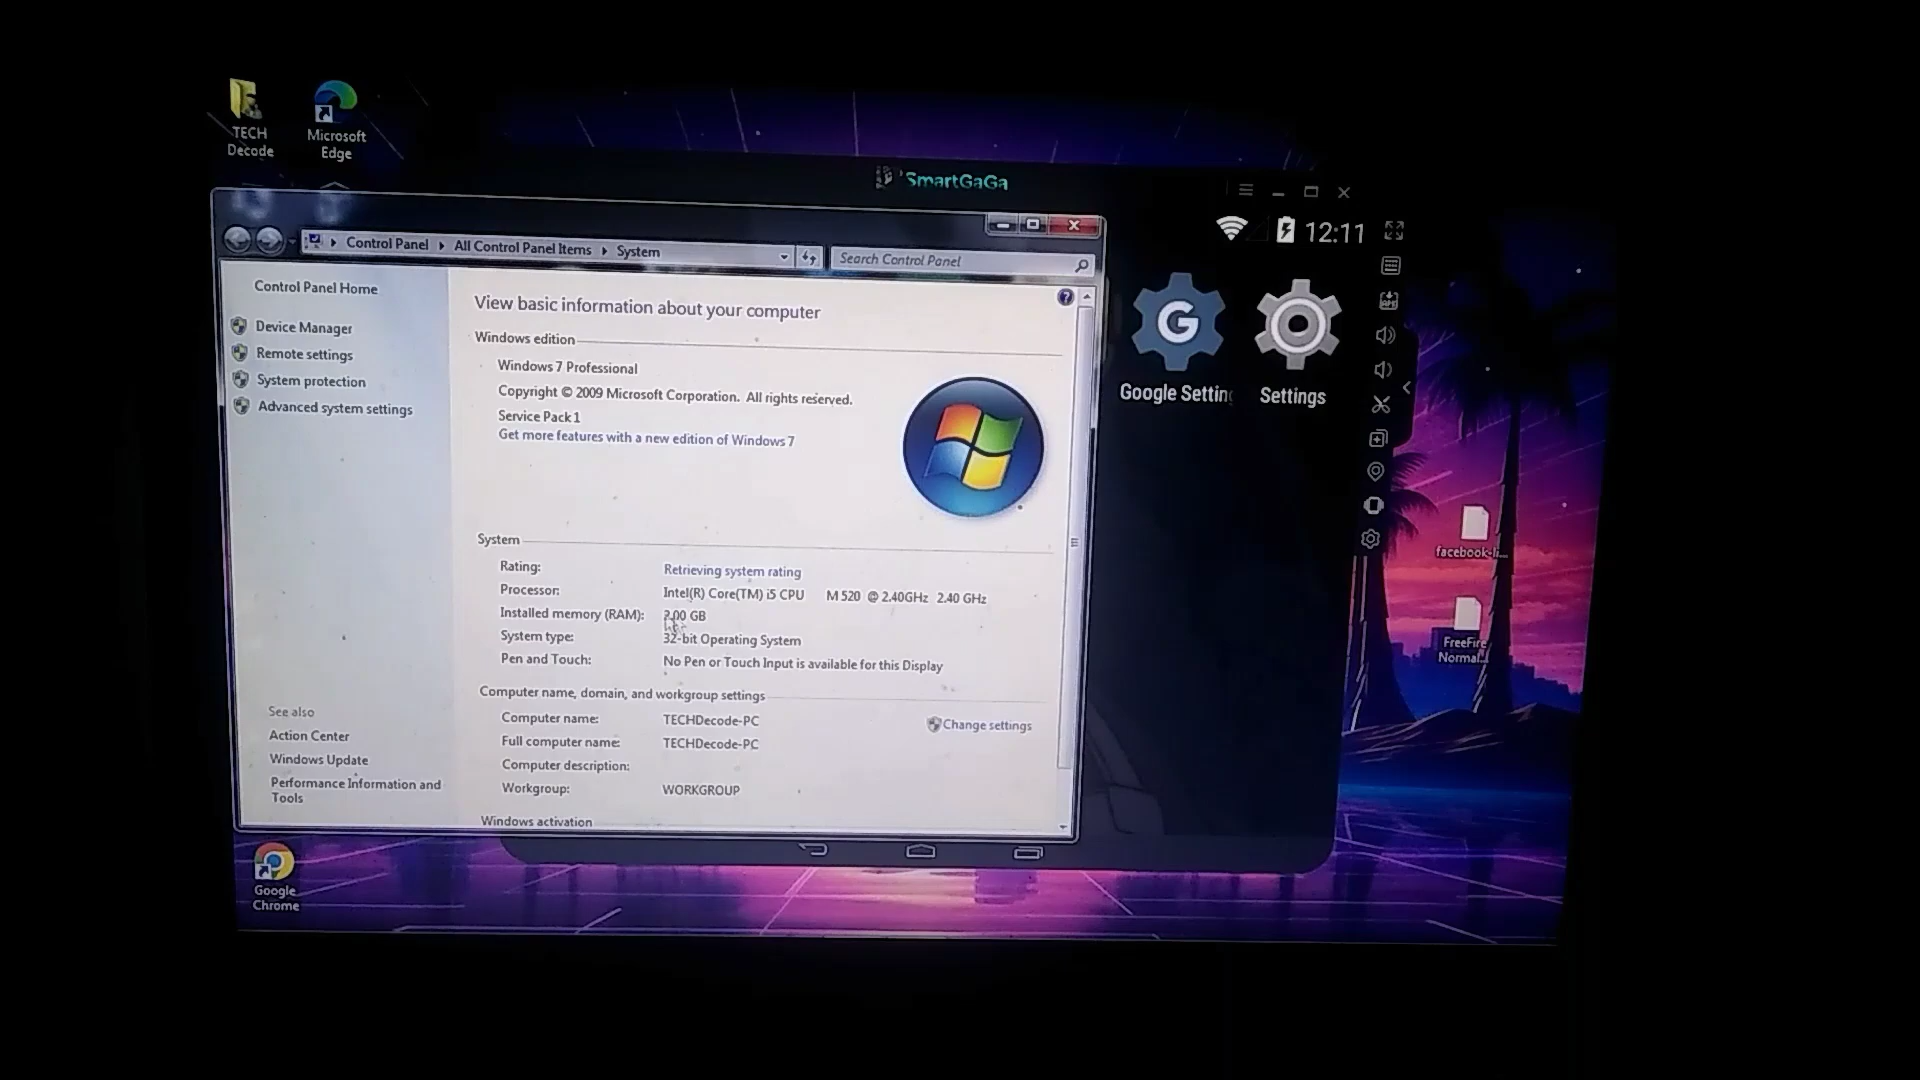 TECH
Decode
Microsoft
Edge
SmartGaGa
12:11
Control Panel
All Control Panel Items
System
Search Control Panel
Control Panel Home
Device Manager
Remote settings
System protection
Advanced system settings
View basic information about your computer
Windows edition
Windows 7 Professional
Copyright © 2009 Microsoft Corporation. All rights reserved.
Service Pack 1
Get more features with a new edition of Windows 7
System
Rating: Retrieving system rating
Processor: Intel(R) Core(TM) i5 CPU M 520 @ 2.40GHz 2.40 GHz
Installed memory (RAM): 2.00 GB
System type: 32-bit Operating System
Pen and Touch: No Pen or Touch Input is available for this Display
Computer name, domain, and workgroup settings
Computer name: TECHDecode-PC
Change settings
Full computer name: TECHDecode-PC
Computer description:
Workgroup: WORKGROUP
Windows activation
See also
Action Center
Windows Update
Performance Information and
Tools
G
Google Settin
Settings
facebook-li...
FreeFire
Normal...
Google
Chrome